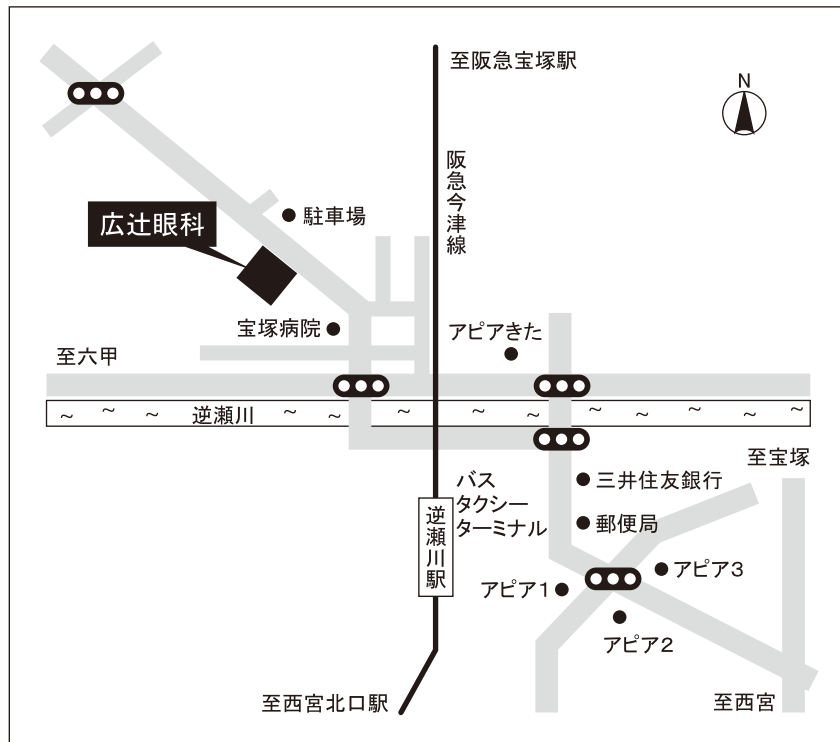 至阪急宝塚駅
N
阪急今津線
駐車場
広辻眼科
宝塚病院
アピアきた
至六甲
逆瀬川
至宝塚
三井住友銀行
バス
タクシー
ターミナル
郵便局
逆瀬川駅
アピア3
アピア1
アピア2
至西宮北口駅
至西宮